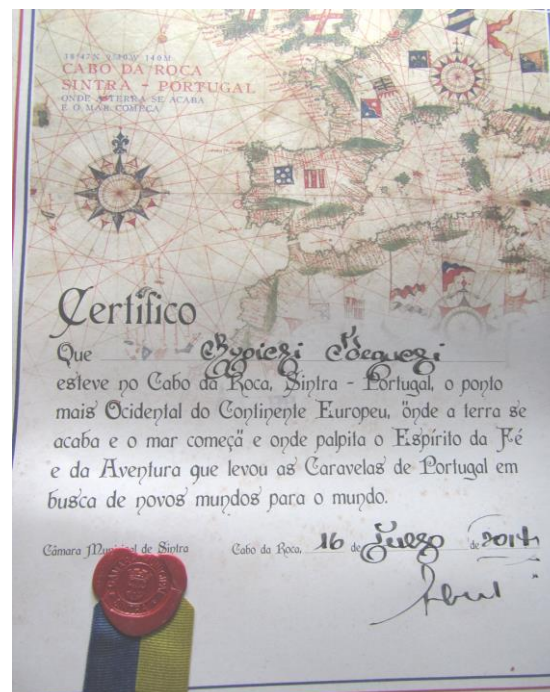 CABO DA ROCA
SINTRA - PORTUGAL
ONDE A TERRA SE ACABA
E O MAR COMEÇA
Certifico
Que
esteve no Cabo da Roca, Sintra - Portugal, o ponto
mais Ocidental do Continente Europeu, "onde a terra se
acaba e o mar começa" e onde palpita o Espírito da Fé
e da Aventura que levou as Caravelas de Portugal em
busca de novos mundos para o mundo.
Câmara Municipal de Sintra Cabo da Roca, 16 de Julho de 2014